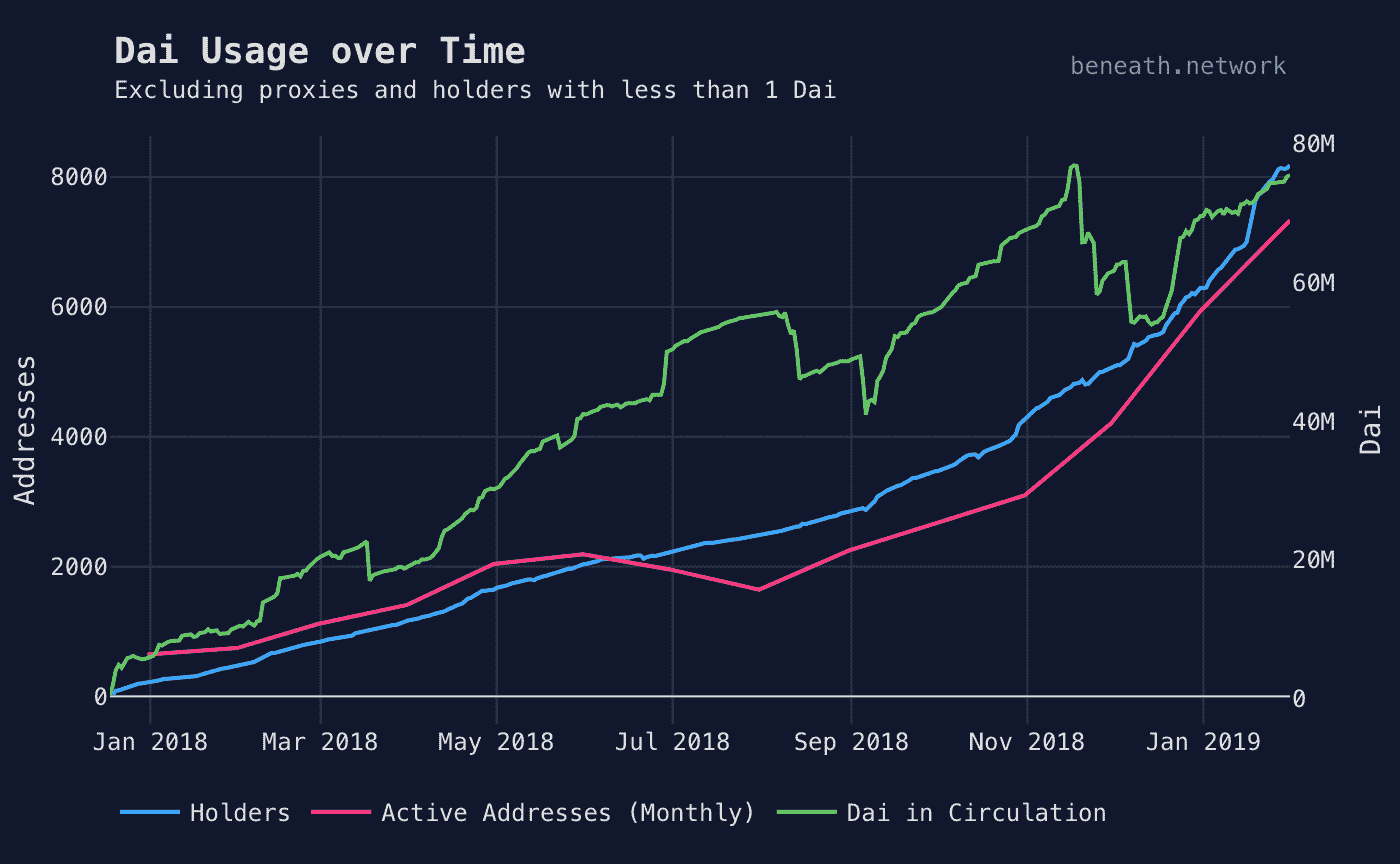 Dai Usage over Time
beneath.network
Excluding proxies and holders with less than 1 Dai
80M
8000
60M
6000
Addresses
Dai
40M
4000
20M
2000
0
0
Jan 2018
Mar 2018
May 2018
Jul 2018
Sep 2018
Nov 2018
Jan 2019
Holders
Active Addresses (Monthly)
Dai in Circulation